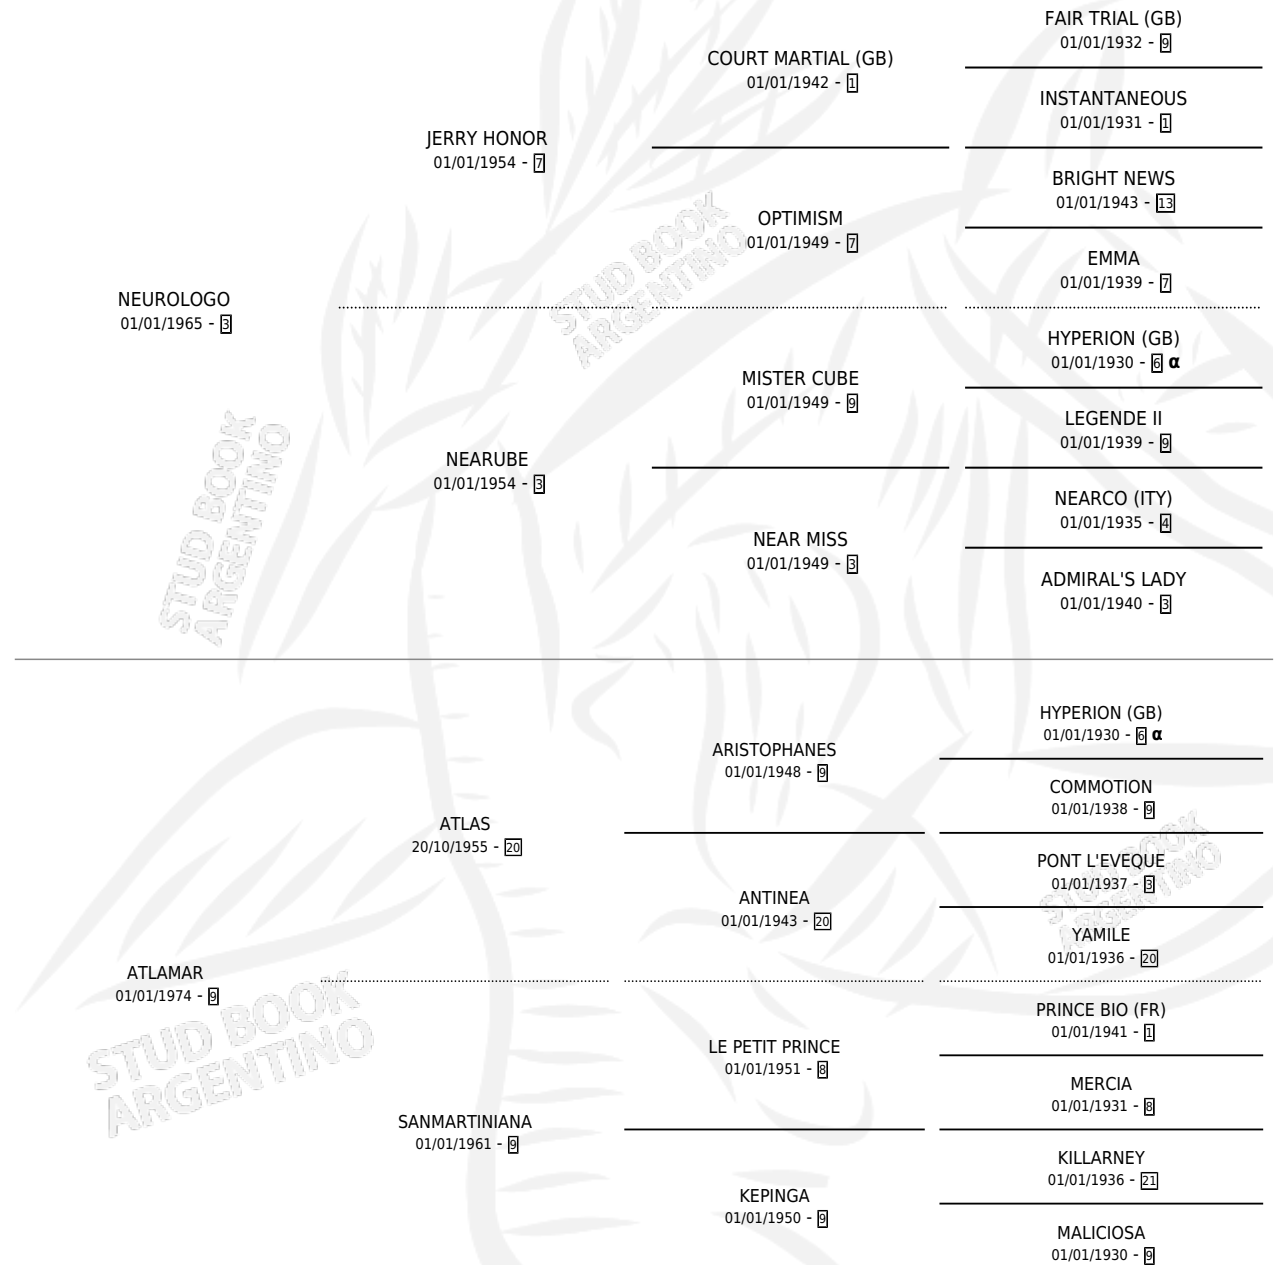 FAIR TRIAL (GB)
01/01/1932 - 9
COURT MARTIAL (GB)
01/01/1942 - 1
INSTANTANEOUS
01/01/1931 - 1
JERRY HONOR
01/01/1954 - 7
BRIGHT NEWS
01/01/1943 - 13
OPTIMISM
01/01/1949 - 7
EMMA
01/01/1939 - 7
NEUROLOGO
01/01/1965 - 3
HYPERION (GB)
01/01/1930 - 6 α
MISTER CUBE
01/01/1949 - 9
LEGENDE II
01/01/1939 - 9
NEARUBE
01/01/1954 - 3
NEARCO (ITY)
01/01/1935 - 4
NEAR MISS
01/01/1949 - 3
ADMIRAL'S LADY
01/01/1940 - 3
HYPERION (GB)
01/01/1930 - 6 α
ARISTOPHANES
01/01/1948 - 9
COMMOTION
01/01/1938 - 9
ATLAS
20/10/1955 - 20
PONT L'EVEQUE
01/01/1937 - 3
ANTINEA
01/01/1943 - 20
YAMILE
01/01/1936 - 20
ATLAMAR
01/01/1974 - 9
PRINCE BIO (FR)
01/01/1941 - 1
LE PETIT PRINCE
01/01/1951 - 8
MERCIA
01/01/1931 - 8
SANMARTINIANA
01/01/1961 - 9
KILLARNEY
01/01/1936 - 21
KEPINGA
01/01/1950 - 9
MALICIOSA
01/01/1930 - 9
STUD BOOK
ARGENTINO
STUD BOOK
ARGENTINO
STUD BOOK
ARGENTINO
STUD BOOK
ARGENTINO